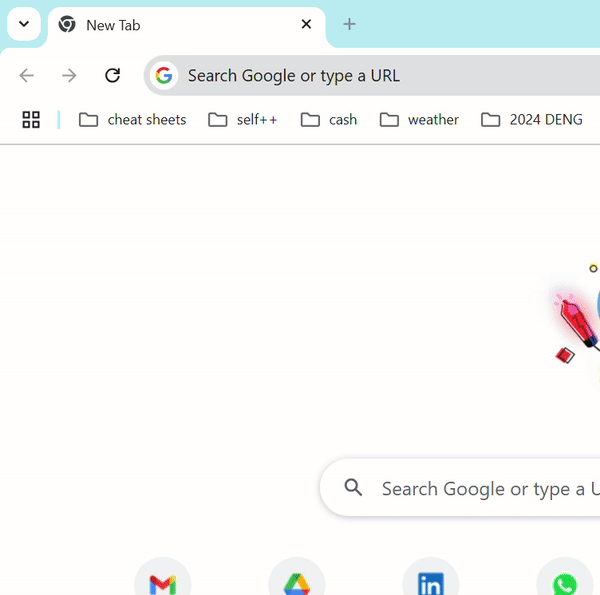 New Tab
Search Google or type a URL
cheat sheets self++ cash weather 2024 DENG
Search Google or type a U